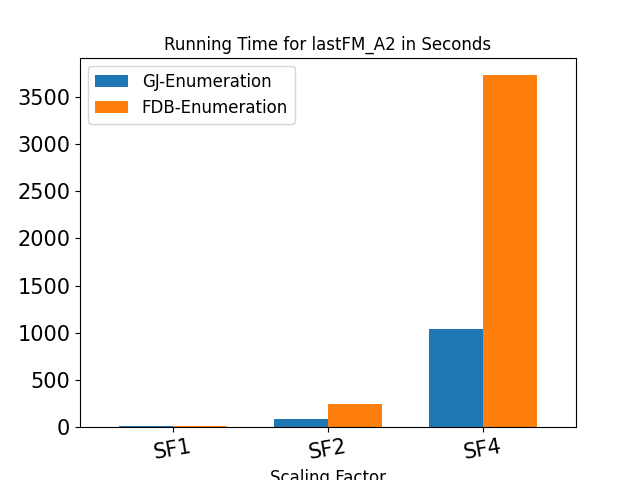 Running Time for lastFM_A2 in Seconds
GJ-Enumeration
FDB-Enumeration
3500
3000
2500
2000
1500
1000
500
0
SF1
SF2
SF4
Scaling Factor